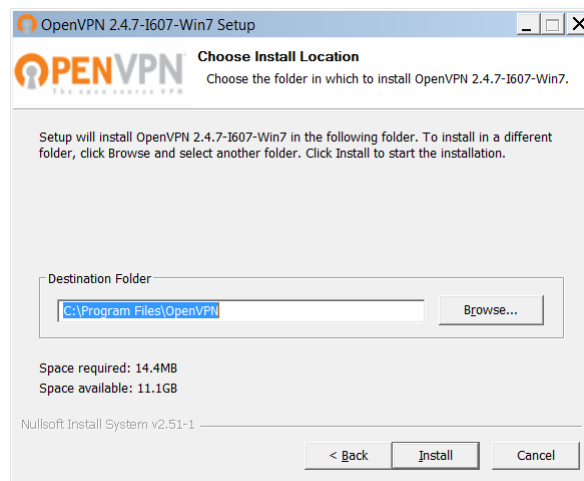 OpenVPN 2.4.7-I607-Win7 Setup
OPENVPN
The open source VPN
Choose Install Location
Choose the folder in which to install OpenVPN 2.4.7-I607-Win7.
Setup will install OpenVPN 2.4.7-I607-Win7 in the following folder. To install in a different
folder, click Browse and select another folder. Click Install to start the installation.
Destination Folder
C:\Program Files\OpenVPN
Browse...
Space required: 14.4MB
Space available: 11.1GB
Nullsoft Install System v2.51-1
< Back
Install
Cancel